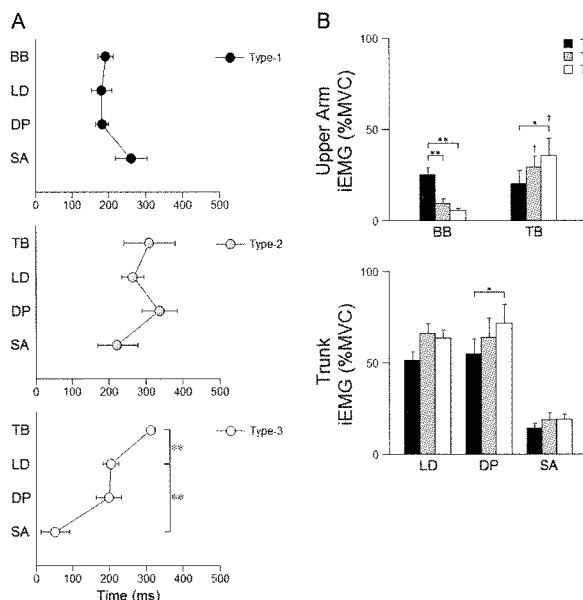 A
BB
LD
DP
SA
Type-1
0 100 200 300 400 500
TB
LD
DP
SA
Type-2
0 100 200 300 400 500
TB
LD
DP
SA
Type-3
**
**
0 100 200 300 400 500
Time (ms)
B
100
50
0
Upper Arm
iEMG (%MVC)
**
**
*
†
†
BB TB
T
T
T
100
50
0
Trunk
iEMG (%MVC)
*
LD DP SA
T
T
T